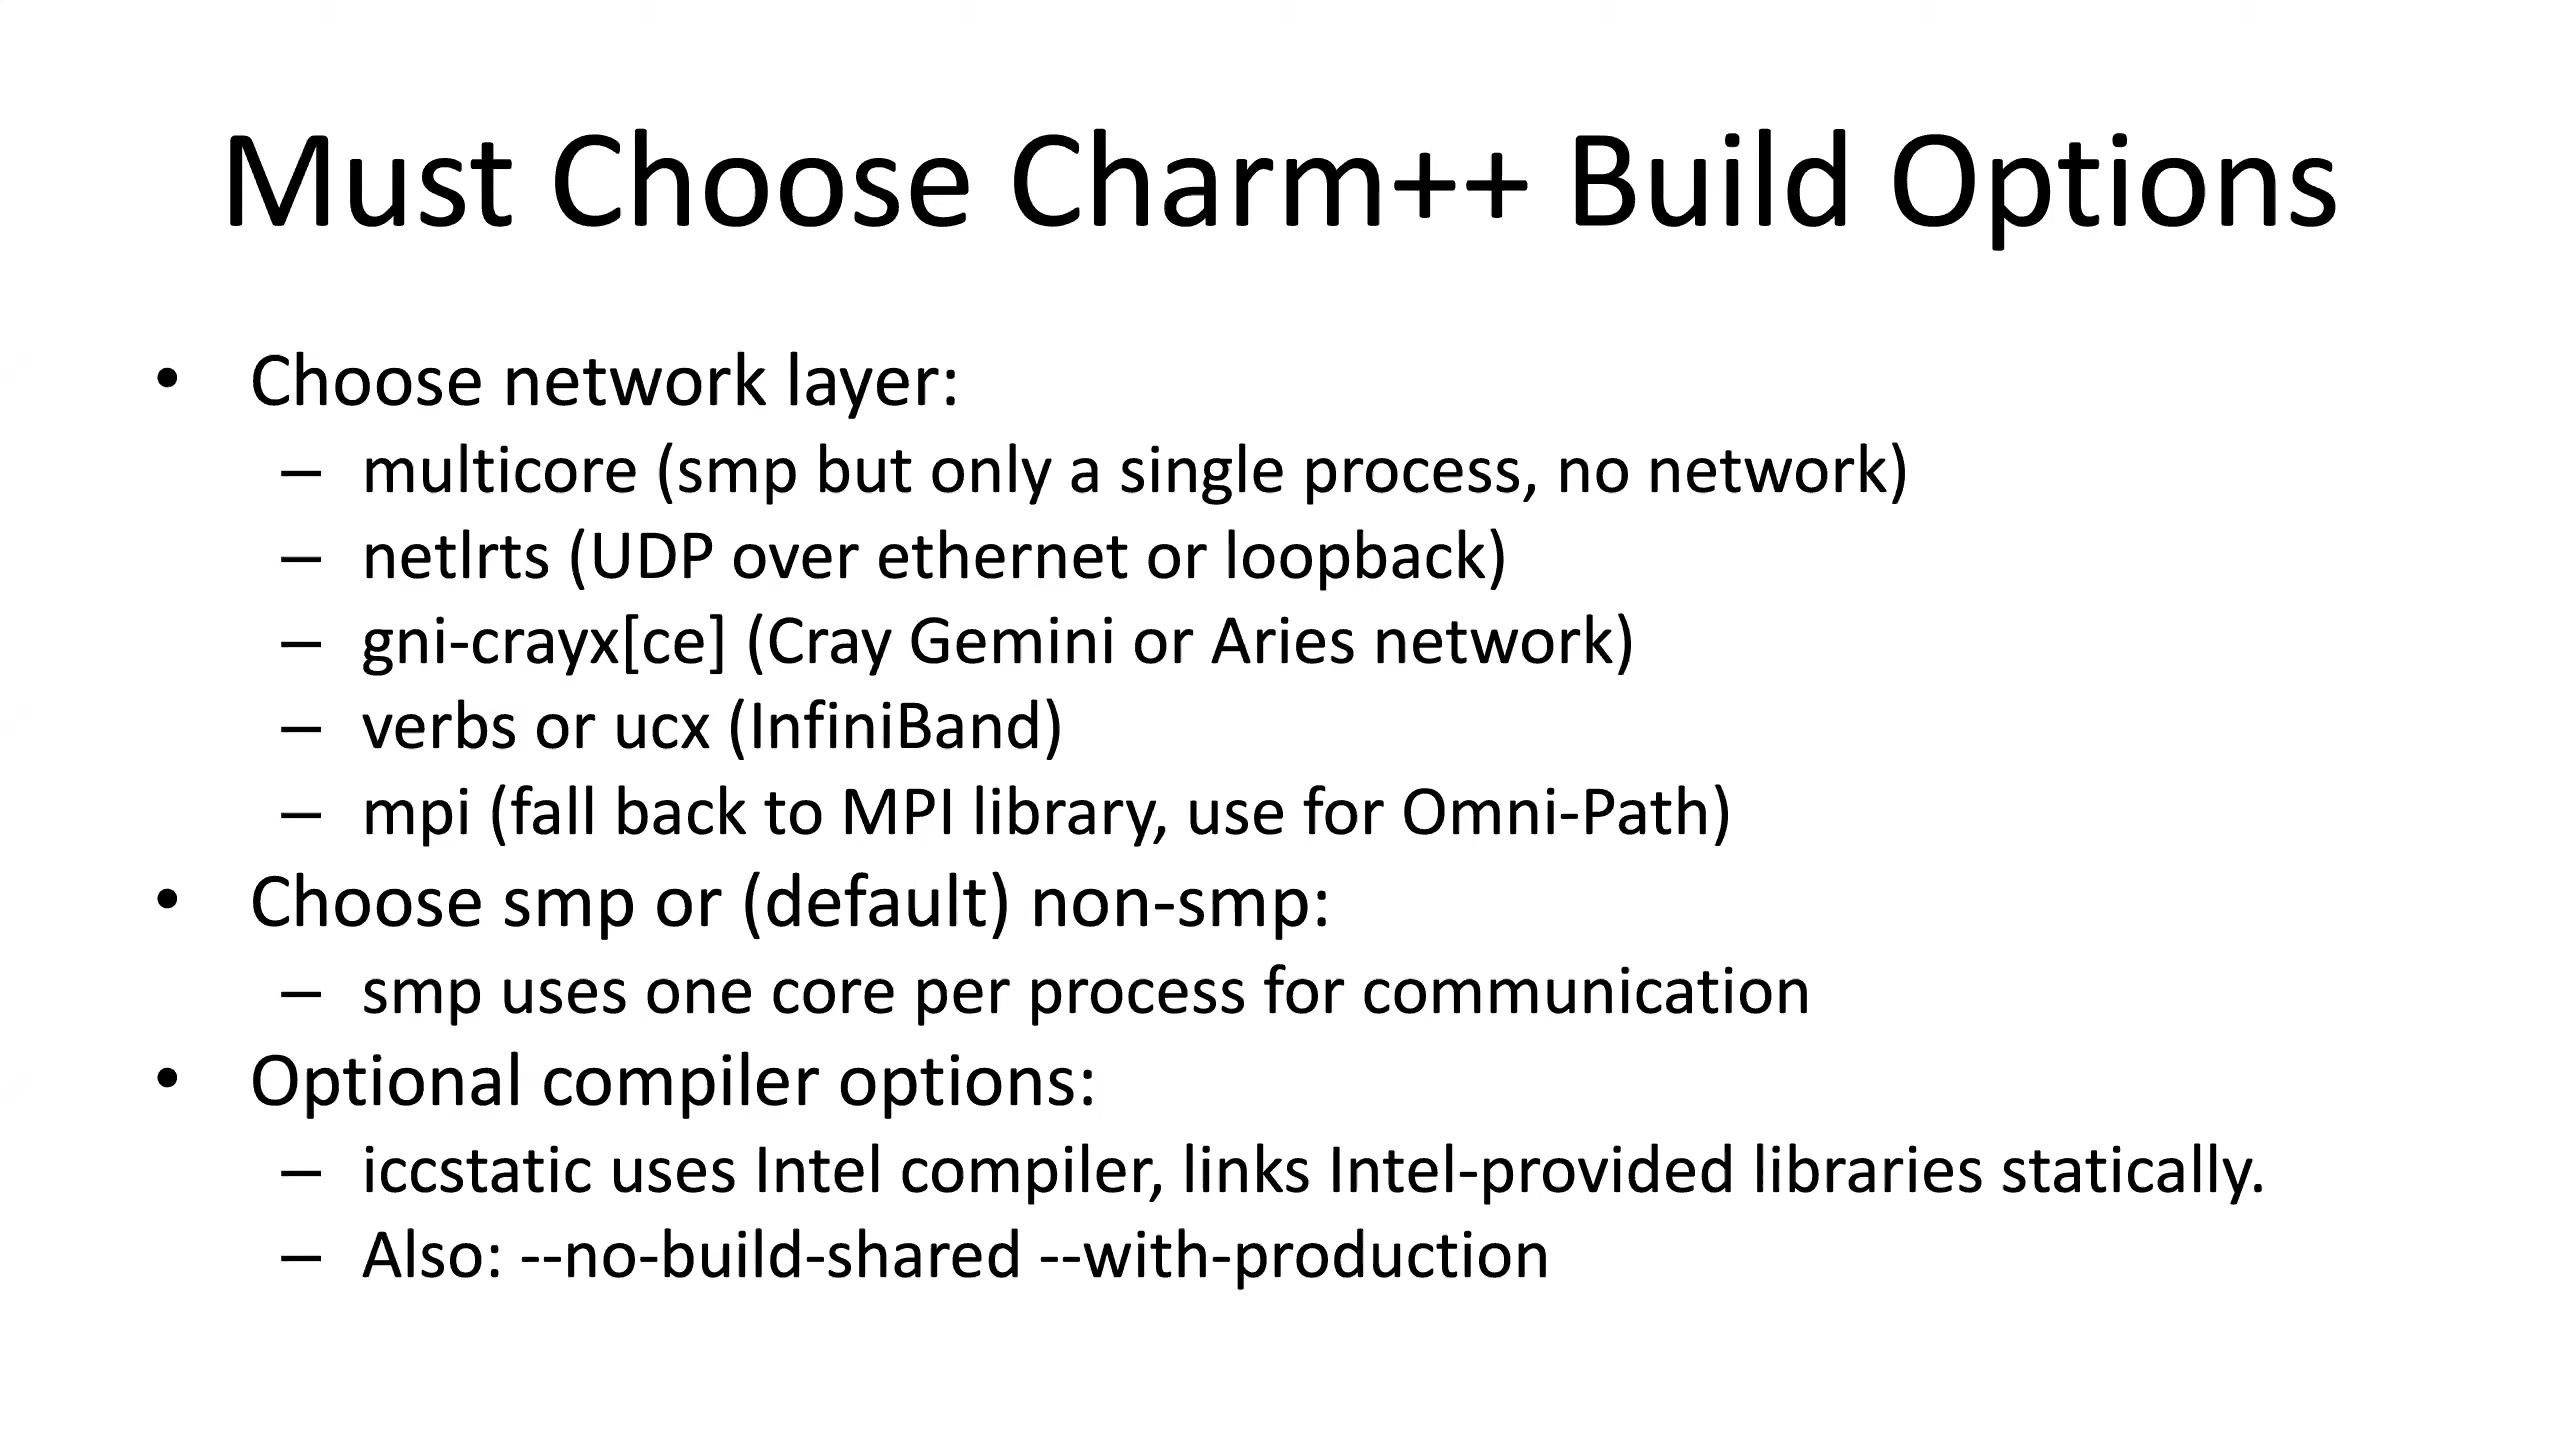 Must Choose Charm++ Build Options
• Choose network layer:
– multicore (smp but only a single process, no network)
– netlrts (UDP over ethernet or loopback)
– gni-crayx[ce] (Cray Gemini or Aries network)
– verbs or ucx (InfiniBand)
– mpi (fall back to MPI library, use for Omni-Path)
• Choose smp or (default) non-smp:
– smp uses one core per process for communication
• Optional compiler options:
– iccstatic uses Intel compiler, links Intel-provided libraries statically.
– Also: --no-build-shared --with-production